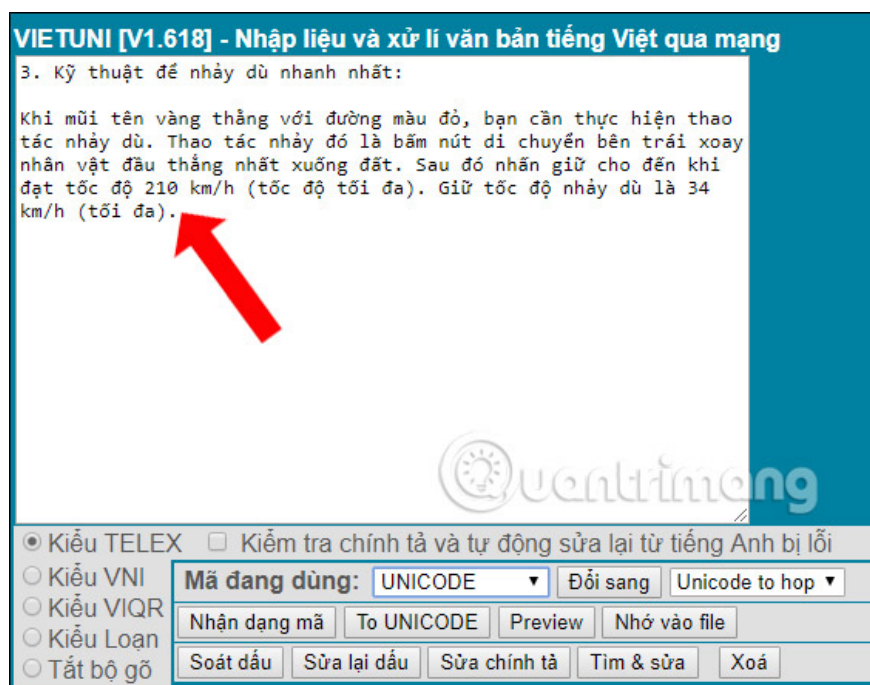 VIETUNI [V1.618] - Nhập liệu và xử lí văn bản tiếng Việt qua mạng
3. Kỹ thuật để nhảy dù nhanh nhất:
Khi mũi tên vàng thẳng với đường màu đỏ, bạn cần thực hiện thao
tác nhảy dù. Thao tác nhảy đó là bấm nút di chuyển bên trái xoay
nhân vật đầu thẳng nhất xuống đất. Sau đó nhấn giữ cho đến khi
đạt tốc độ 210 km/h (tốc độ tối đa). Giữ tốc độ nhảy dù là 34
km/h (tối đa).
Quantrimang
Kiểu TELEX Kiểm tra chính tả và tự động sửa lại từ tiếng Anh bị lỗi
Kiểu VNI
Mã đang dùng: UNICODE Đổi sang Unicode to hop
Kiểu VIQR
Nhận dạng mã To UNICODE Preview Nhớ vào file
Kiểu Loạn
Tắt bộ gõ
Soát dấu Sửa lại dấu Sửa chính tả Tìm & sửa Xoá